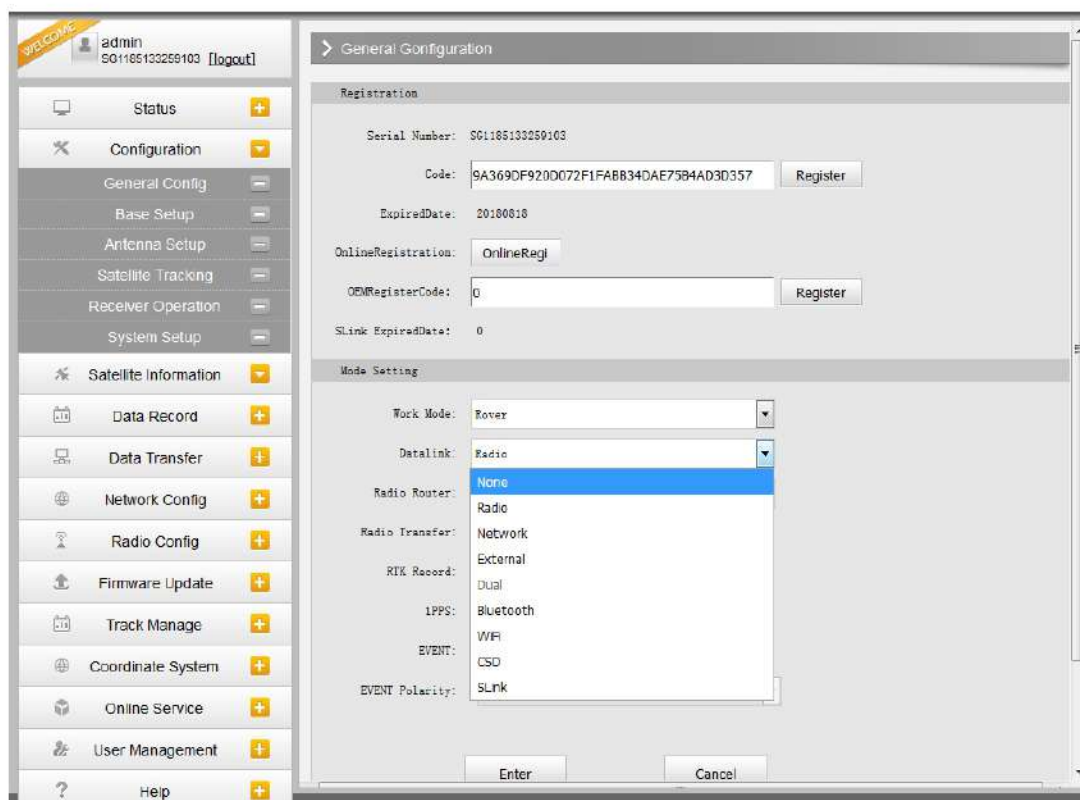 WELCOME
admin
SG1185133259103 [logout]
Status
Configuration
General Config
Base Setup
Antenna Setup
Satellite Tracking
Receiver Operation
System Setup
Satellite Information
Data Record
Data Transfer
Network Config
Radio Config
Firmware Update
Track Manage
Coordinate System
Online Service
User Management
Help
General Gonfiguration
Registration
Serial Number: SG1185133259103
Code: 9A369DF920D072F1FABB34DAE75B4AD3D357 Register
ExpiredDate: 20180818
OnlineRegistration: OnlineRegi
OEMRegisterCode: 0 Register
SLink ExpiredDate: 0
Mode Setting
Work Mode: Rover
Datalink: Radio
None
Radio Router:
Radio
Radio Transfer:
Network
External
RTK Record:
Dual
1PPS:
Bluetooth
WiFi
EVENT:
CSD
EVENT Polarity:
SLink
Enter Cancel